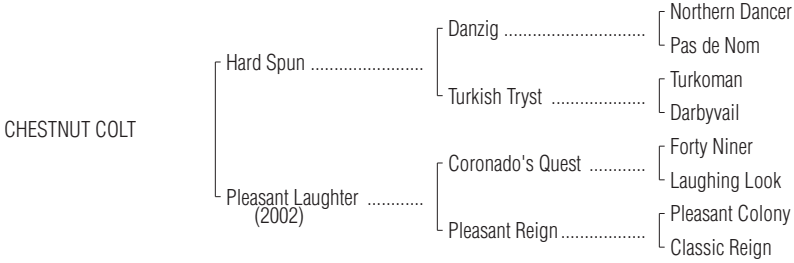 Northern Dancer
Danzig ..............................
Pas de Nom
Hard Spun ........................
Turkoman
Turkish Tryst ....................
Darbyvail
CHESTNUT COLT
Forty Niner
Coronado's Quest ............
Laughing Look
Pleasant Laughter ............
(2002)
Pleasant Colony
Pleasant Reign..................
Classic Reign